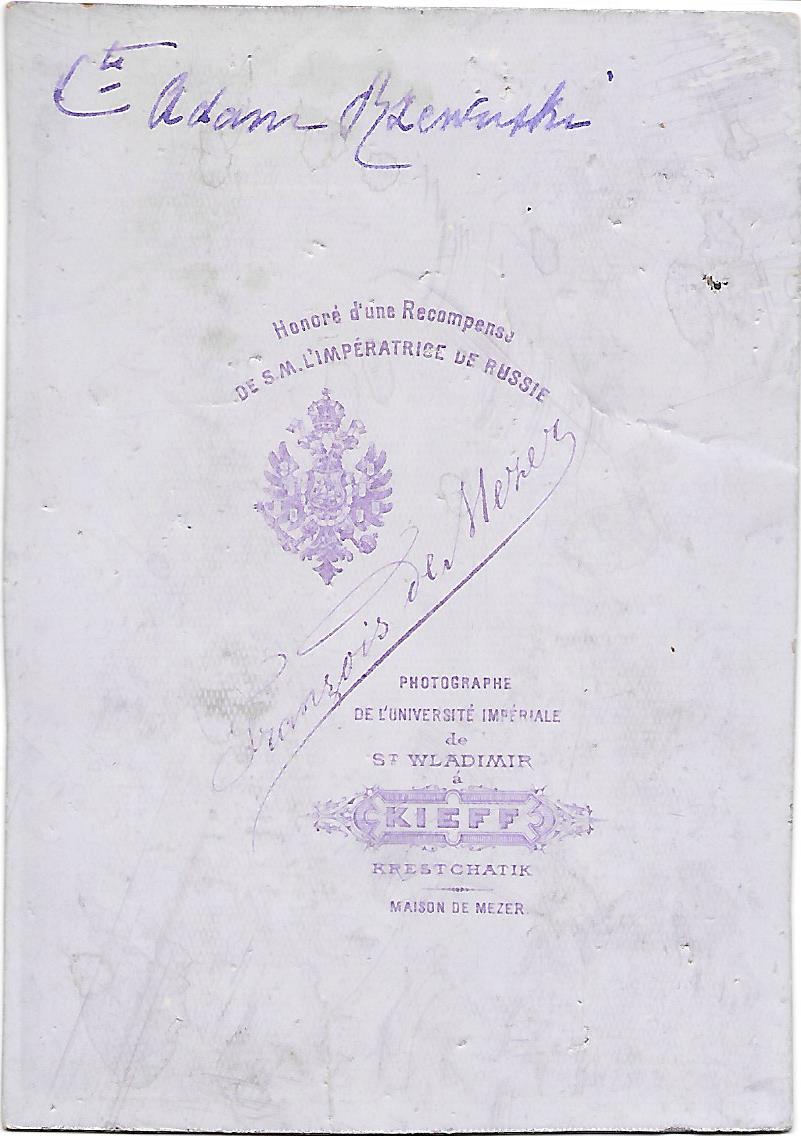 Cte Adam Rzewuski
Honoré d'une Recompense
DE S.M. L'IMPÉRATRICE DE RUSSIE
François de Mezer
PHOTOGRAPHE
DE L'UNIVERSITÉ IMPÉRIALE
de
ST WLADIMIR
á
KIEFF
KRESTCHATIK
MAISON DE MEZER